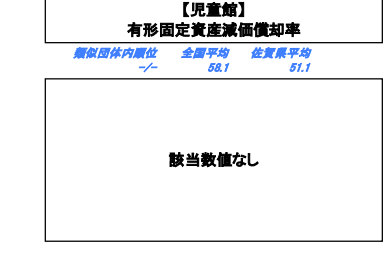 【児童館】
有形固定資産減価償却率
類似団体内順位 全国平均 佐賀県平均
-/- 58.1 51.1
該当数値なし